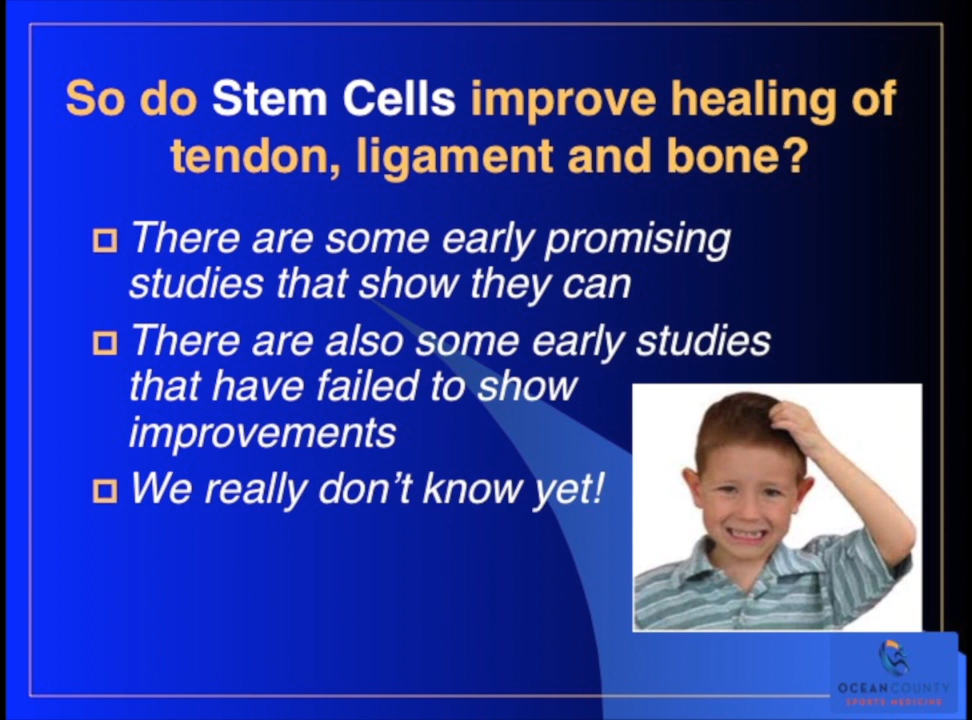 So do Stem Cells improve healing of
tendon, ligament and bone?
There are some early promising
studies that show they can
There are also some early studies
that have failed to show
improvements
We really don't know yet!
OCEAN COUNTY
SPORTS MEDICINE